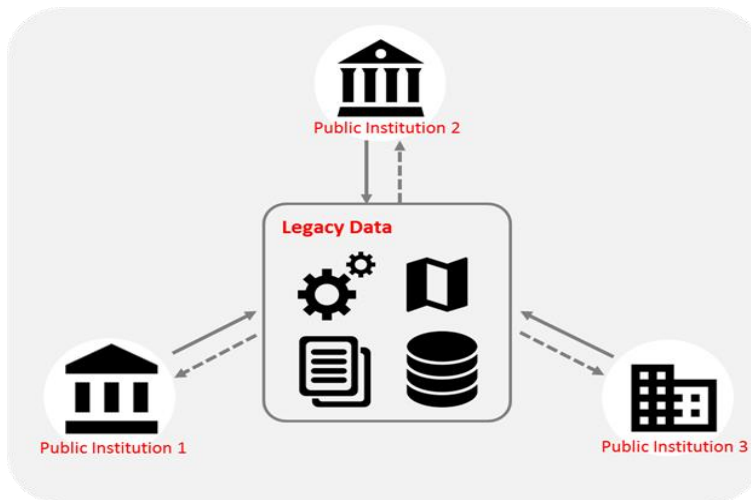 Public Institution 2
Legacy Data
Public Institution 1
Public Institution 3